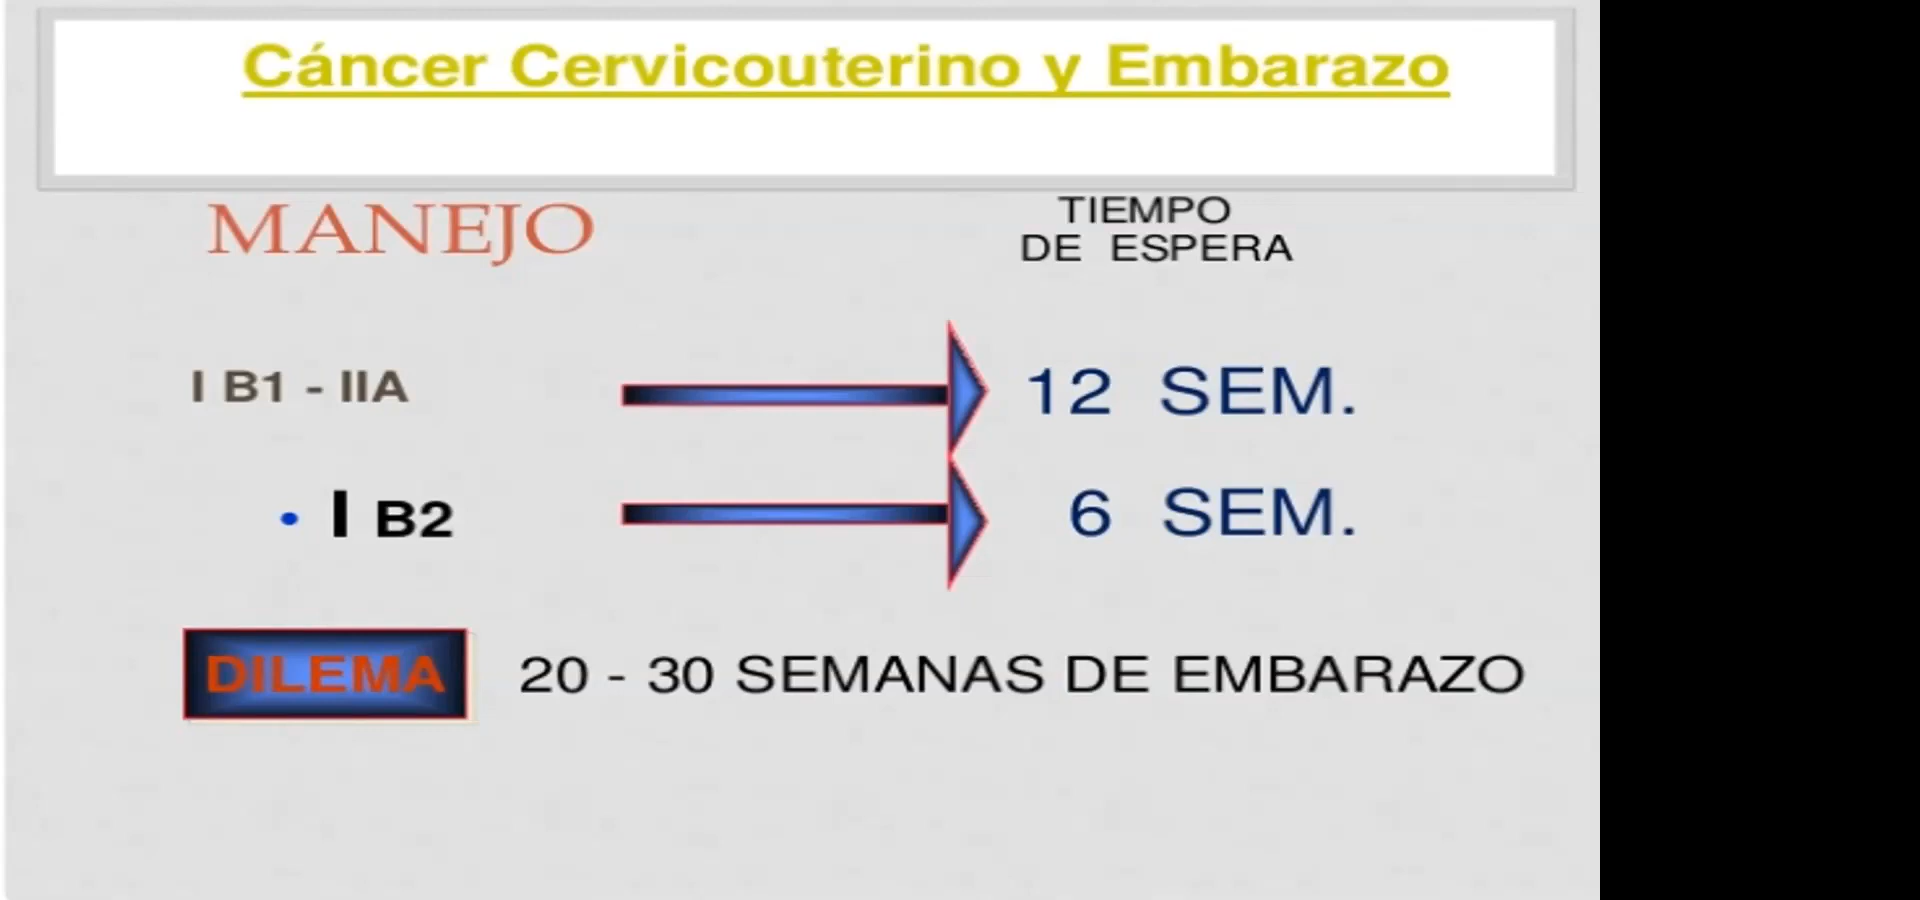 Cáncer Cervicouterino y Embarazo
MANEJO
TIEMPO
DE ESPERA
I B1 - IIA
12 SEM.
• I B2
6 SEM.
DILEMA
20 - 30 SEMANAS DE EMBARAZO